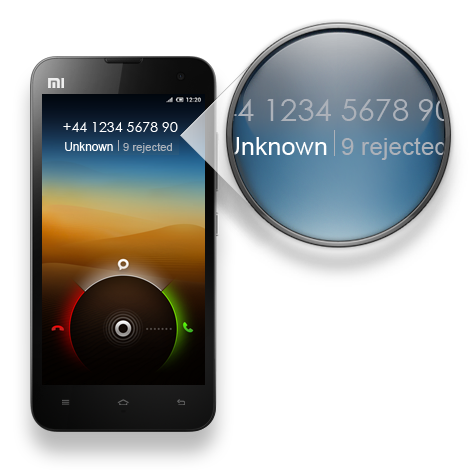 mi
12:20
+44 1234 5678 90
Unknown | 9 rejected
44 1234 5678 90
Unknown | 9 rejected